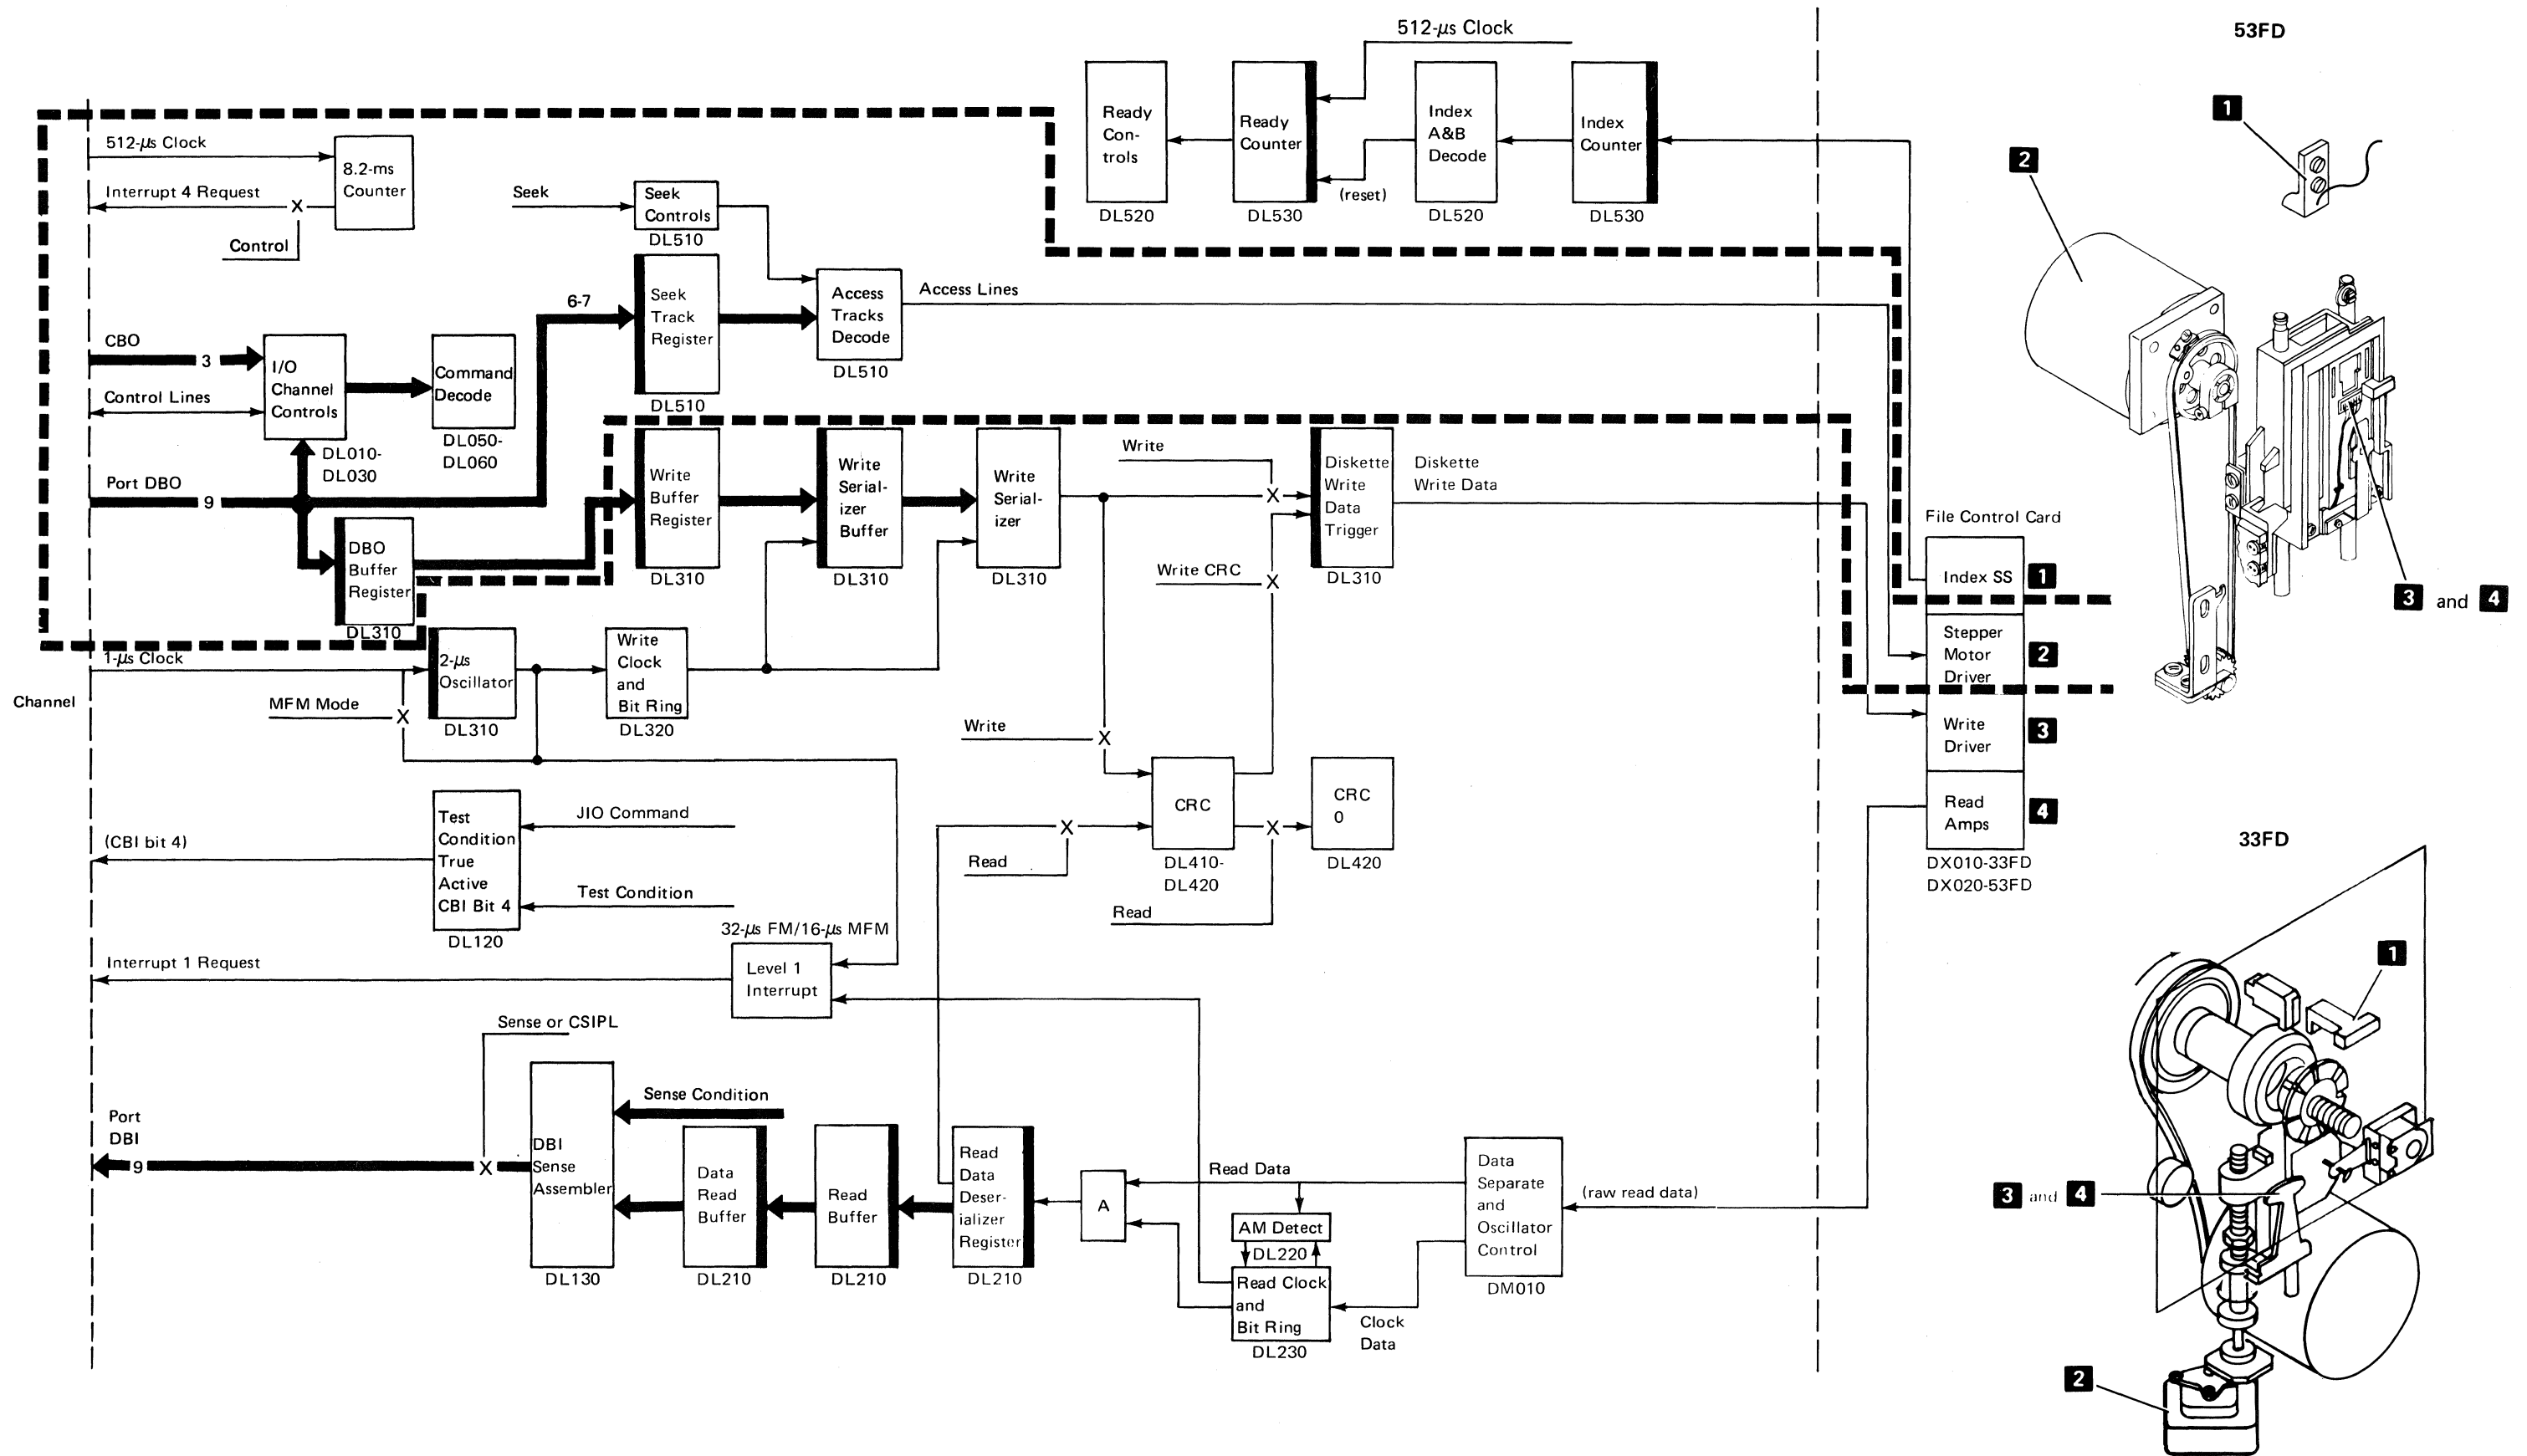 512-μs Clock
53FD
1
2
Ready
Con-
trols
DL520
Ready
Counter
DL530
(reset)
Index
A&B
Decode
DL520
Index
Counter
DL530
512-μs Clock
8.2-ms
Counter
Interrupt 4 Request
X
Control
Seek
Seek
Controls
DL510
6-7
Seek
Track
Register
DL510
Access
Tracks
Decode
DL510
Access Lines
CBO
3
I/O
Channel
Controls
DL010-
DL030
Command
Decode
DL050-
DL060
Control Lines
Port DBO
9
DBO
Buffer
Register
DL310
Write
Buffer
Register
DL310
Write
Serial-
izer
Buffer
DL310
Write
Serial-
izer
DL310
Write
X
Write CRC
X
Diskette
Write
Data
Trigger
DL310
Diskette
Write Data
File Control Card
Index SS
1
Stepper
Motor
Driver
2
Write
Driver
3
Read
Amps
4
DX010-33FD
DX020-53FD
3 and 4
1-μs Clock
Channel
MFM Mode
X
2-μs
Oscillator
DL310
Write
Clock
and
Bit Ring
DL320
Write
X
CRC
DL410-
DL420
X
CRC
0
DL420
Read
X
Read
(CBI bit 4)
Test
Condition
True
Active
CBI Bit 4
DL120
JIO Command
Test Condition
32-μs FM/16-μs MFM
Level 1
Interrupt
Interrupt 1 Request
Sense or CSIPL
Port
DBI
9
X
DBI
Sense
Assembler
DL130
Sense Condition
Data
Read
Buffer
DL210
Read
Buffer
DL210
Read
Data
Deser-
ializer
Register
DL210
A
Read Data
AM Detect
DL220
Read Clock
and
Bit Ring
DL230
Clock
Data
Data
Separate
and
Oscillator
Control
DM010
(raw read data)
33FD
1
3 and 4
2